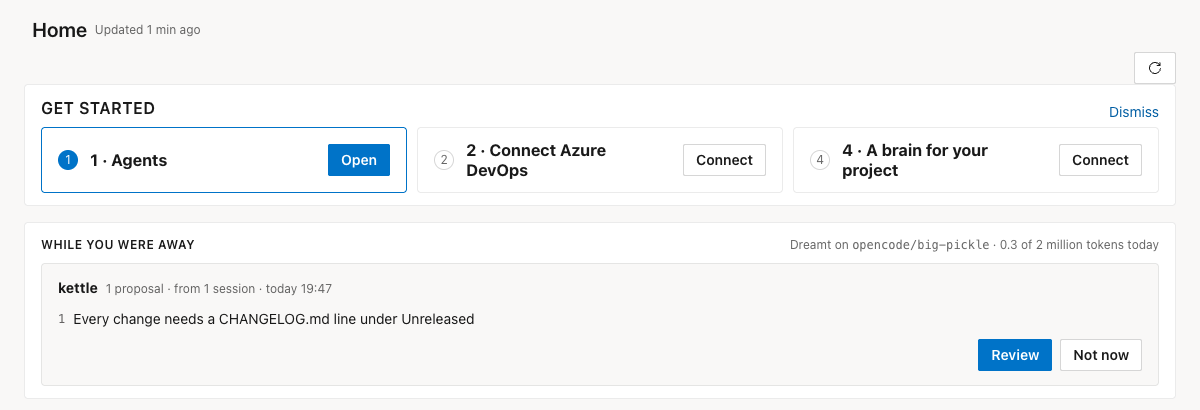 Home Updated 1 min ago
GET STARTED
Dismiss
1 1 · Agents Open
2 2 · Connect Azure DevOps Connect
4 4 · A brain for your project Connect
WHILE YOU WERE AWAY
Dreamt on opencode/big-pickle · 0.3 of 2 million tokens today
kettle 1 proposal · from 1 session · today 19:47
1 Every change needs a CHANGELOG.md line under Unreleased
Review Not now